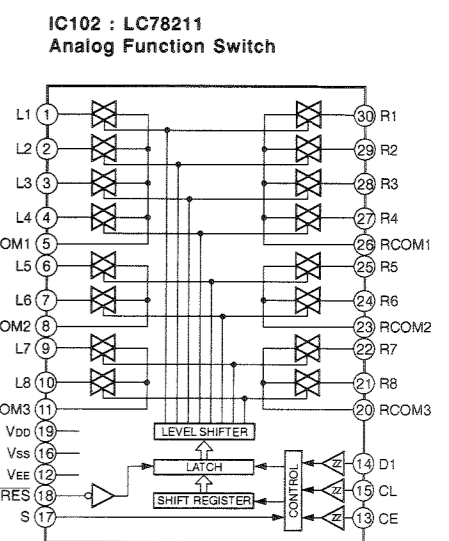 IC102 : LC78211
Analog Function Switch
L1 1
30 R1
L2 2
29 R2
L3 3
28 R3
L4 4
27 R4
OM1 5
26 RCOM1
L5 6
25 R5
L6 7
24 R6
OM2 8
23 RCOM2
L7 9
22 R7
L8 10
21 R8
OM3 11
20 RCOM3
VDD 19
LEVEL SHIFTER
VSS 16
LATCH
CONTROL
14 D1
VEE 12
15 CL
RES 18
SHIFT REGISTER
S 17
13 CE